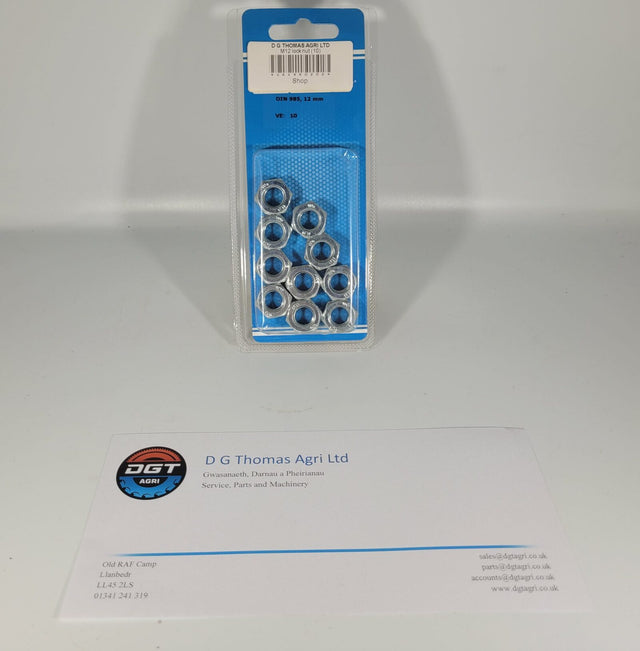 D G THOMAS AGRI LTD
M12 lock nut (10)
Shop
DIN 985, 12 mm
VE: 10
DGT
AGRI
D G Thomas Agri Ltd
Gwasanaeth, Darnau a Pheirianau
Service, Parts and Machinery
Old RAF Camp
Llanbedr
LL45 2LS
01341 241 319
sales@dgtagri.co.uk
parts@dgtagri.co.uk
accounts@dgtagri.co.uk
www.dgtagri.co.uk